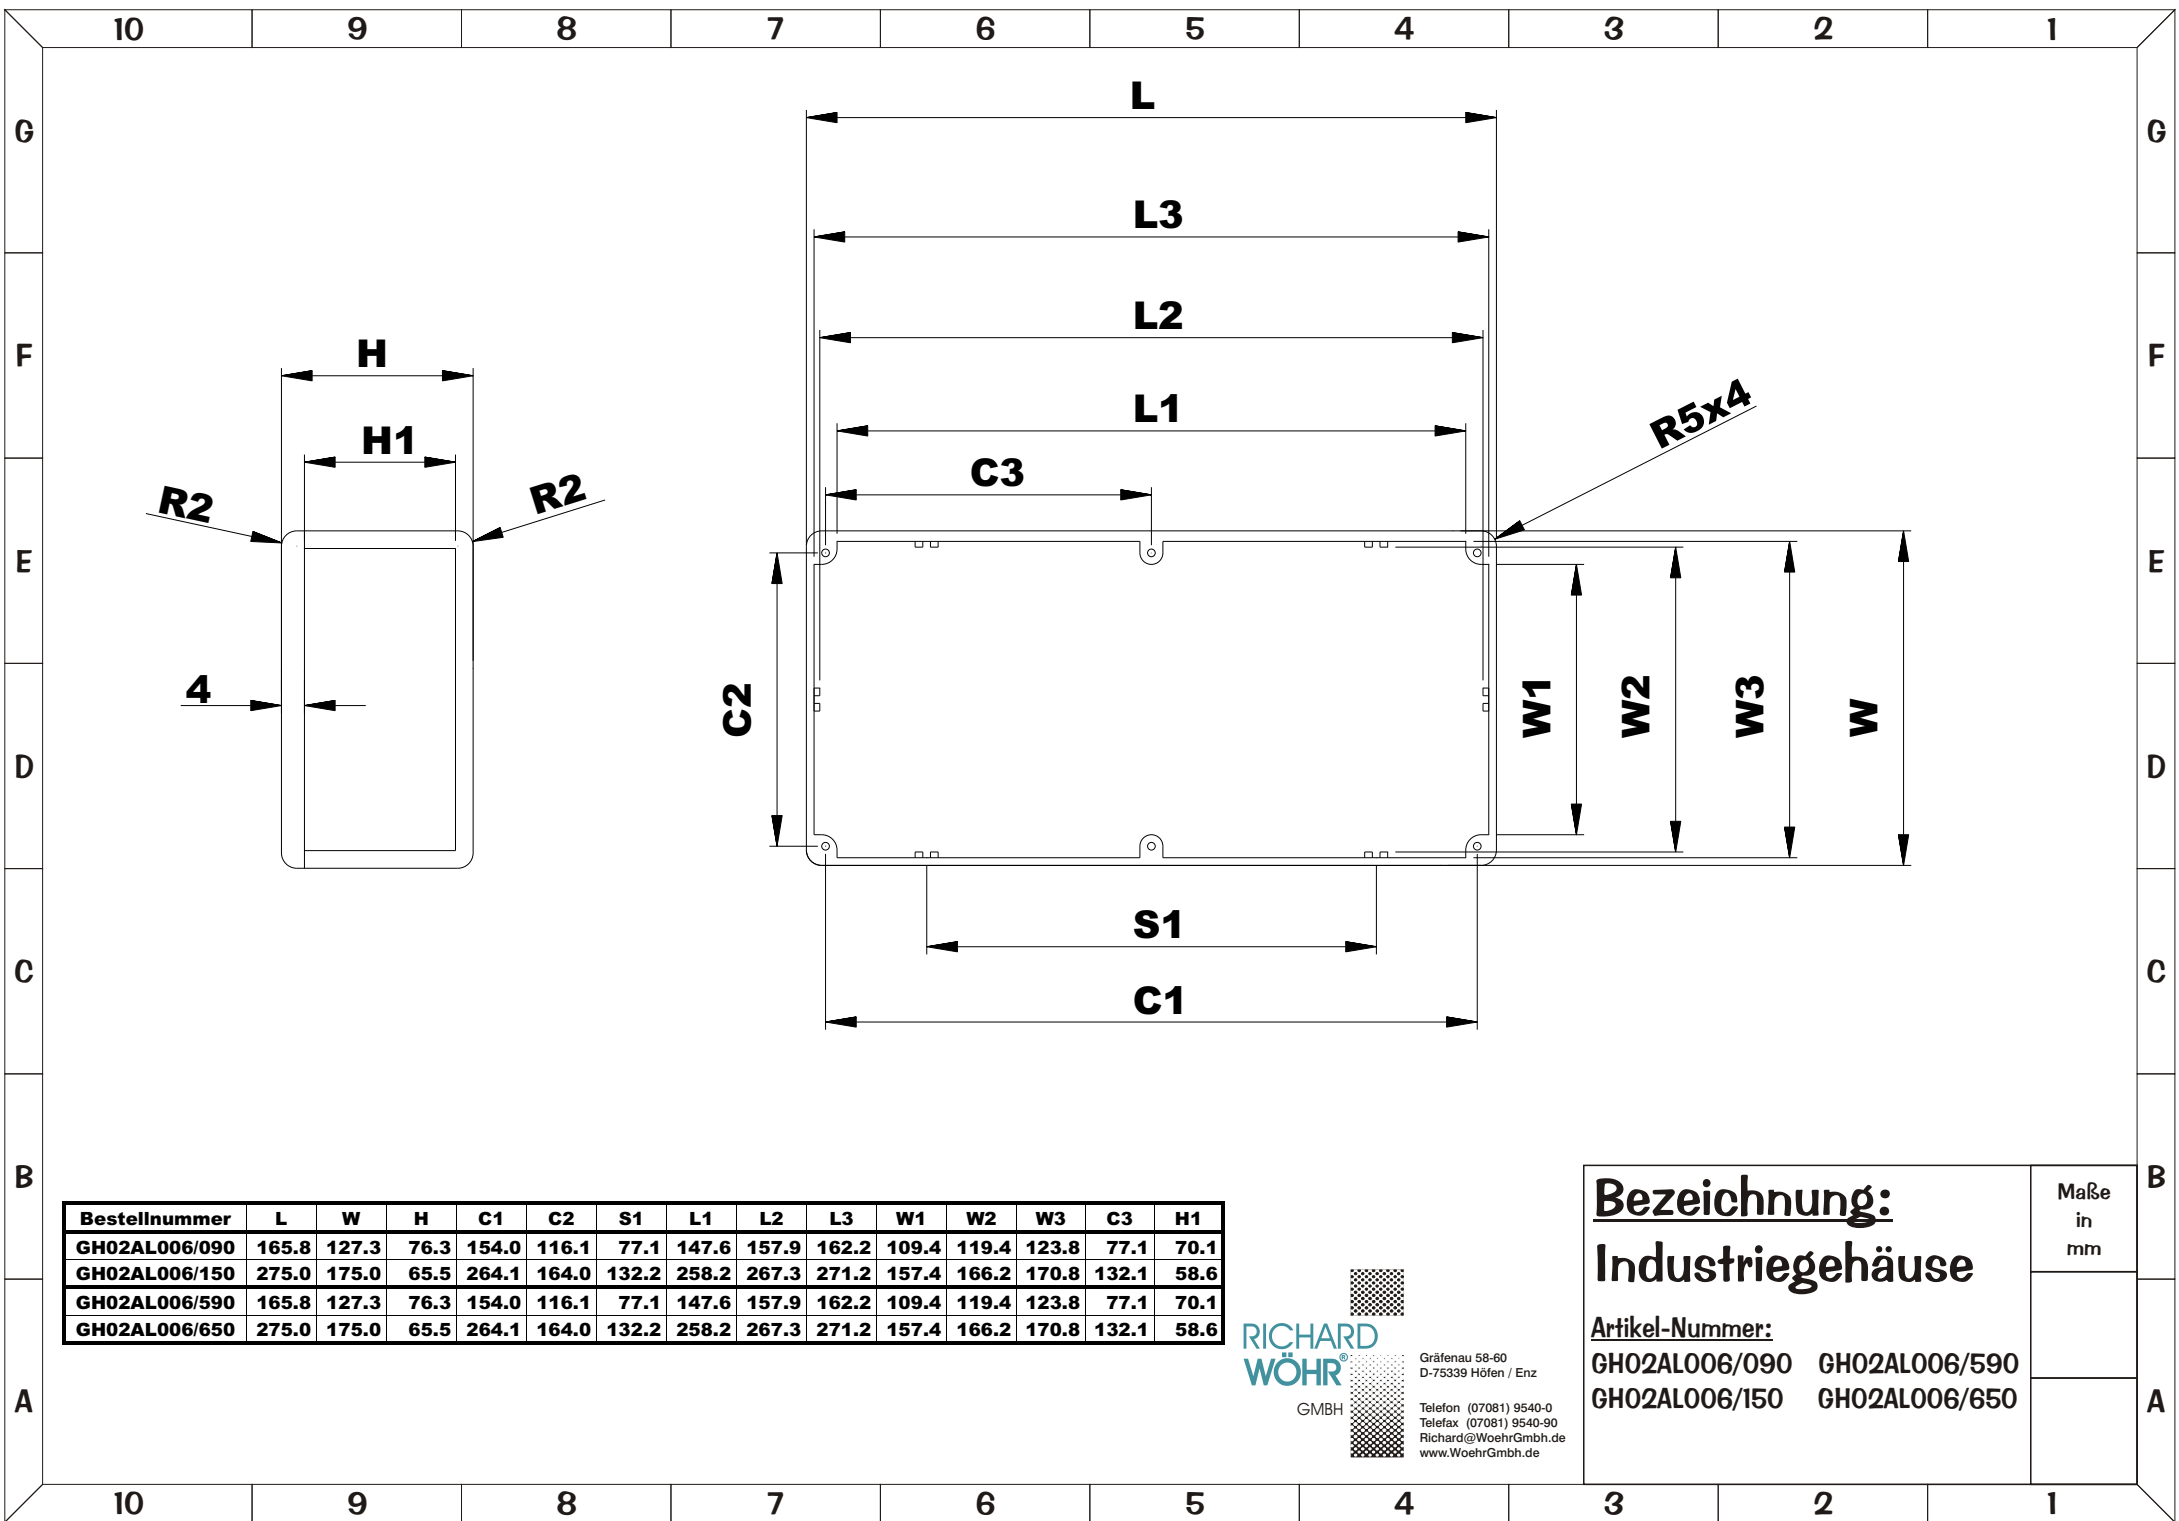 10 9 8 7 6 5 4 3 2 1
G G
F F
E E
D D
C C
B B
A A
L
L3
L2
L1
C3
R5x4
H
H1
R2 R2
4
C2
W1
W2
W3
W
S1
C1
Bestellnummer L W H C1 C2 S1 L1 L2 L3 W1 W2 W3 C3 H1
GH02AL006/090 165.8 127.3 76.3 154.0 116.1 77.1 147.6 157.9 162.2 109.4 119.4 123.8 77.1 70.1
GH02AL006/150 275.0 175.0 65.5 264.1 164.0 132.2 258.2 267.3 271.2 157.4 166.2 170.8 132.1 58.6
GH02AL006/590 165.8 127.3 76.3 154.0 116.1 77.1 147.6 157.9 162.2 109.4 119.4 123.8 77.1 70.1
GH02AL006/650 275.0 175.0 65.5 264.1 164.0 132.2 258.2 267.3 271.2 157.4 166.2 170.8 132.1 58.6
RICHARD
WÖHR®
GMBH
Gräfenau 58-60
D-75339 Höfen / Enz
Telefon (07081) 9540-0
Telefax (07081) 9540-90
Richard@WoehrGmbh.de
www.WoehrGmbh.de
Bezeichnung:
Industriegehäuse
Artikel-Nummer:
GH02AL006/090 GH02AL006/590
GH02AL006/150 GH02AL006/650
Maße
in
mm
10 9 8 7 6 5 4 3 2 1